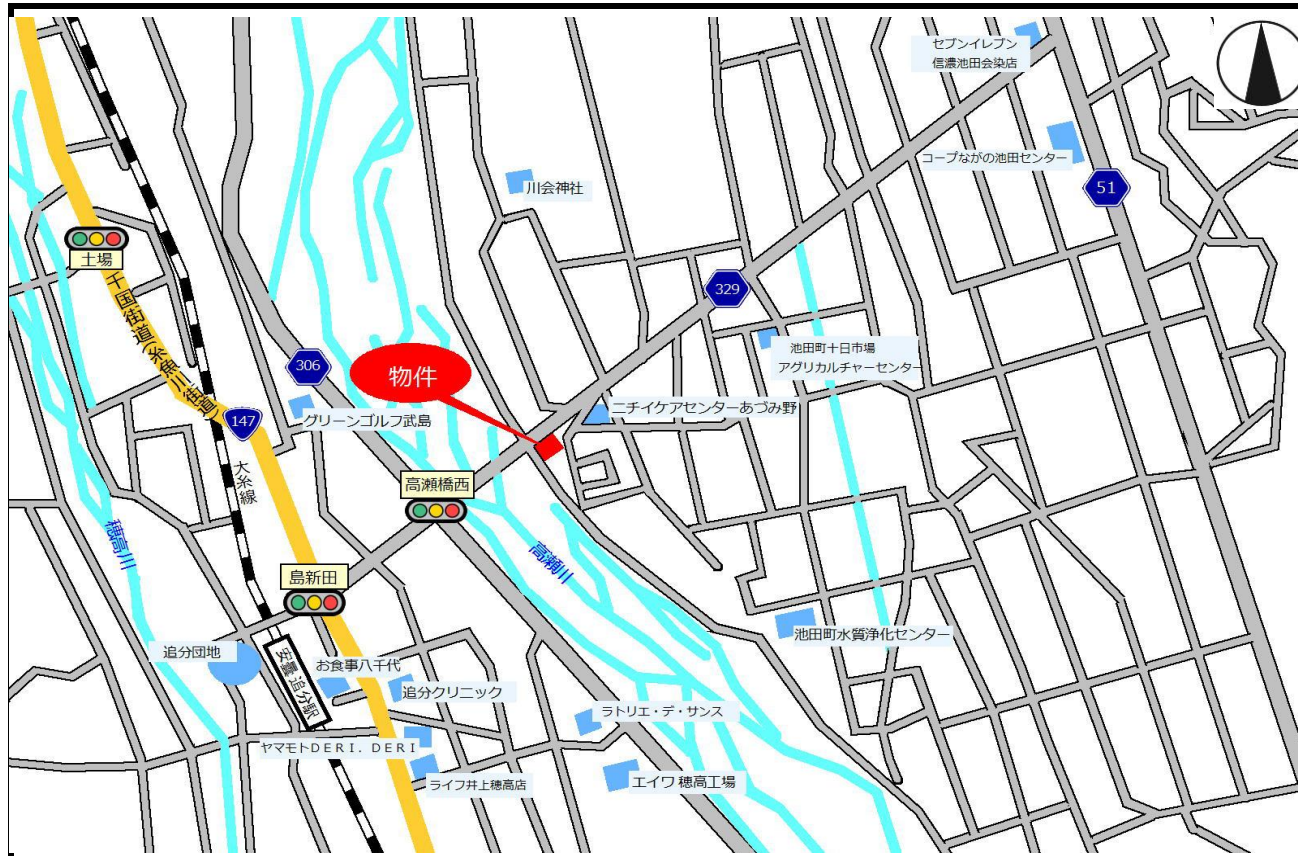 セブンイレブン
信濃池田会染店
コープながの池田センター
51
川会神社
土場
千国街道(糸魚川街道)
329
306
物件
池田町十日市場
アグリカルチャーセンター
147
グリーンゴルフ武島
ニチイケアセンターあづみ野
大糸線
高瀬橋西
穂高川
高瀬川
島新田
池田町水質浄化センター
追分団地
安曇追分駅
お食事八千代
追分クリニック
ラトリエ・デ・サンス
ヤマモトDERI.DERI
ライフ井上穂高店
エイワ穂高工場